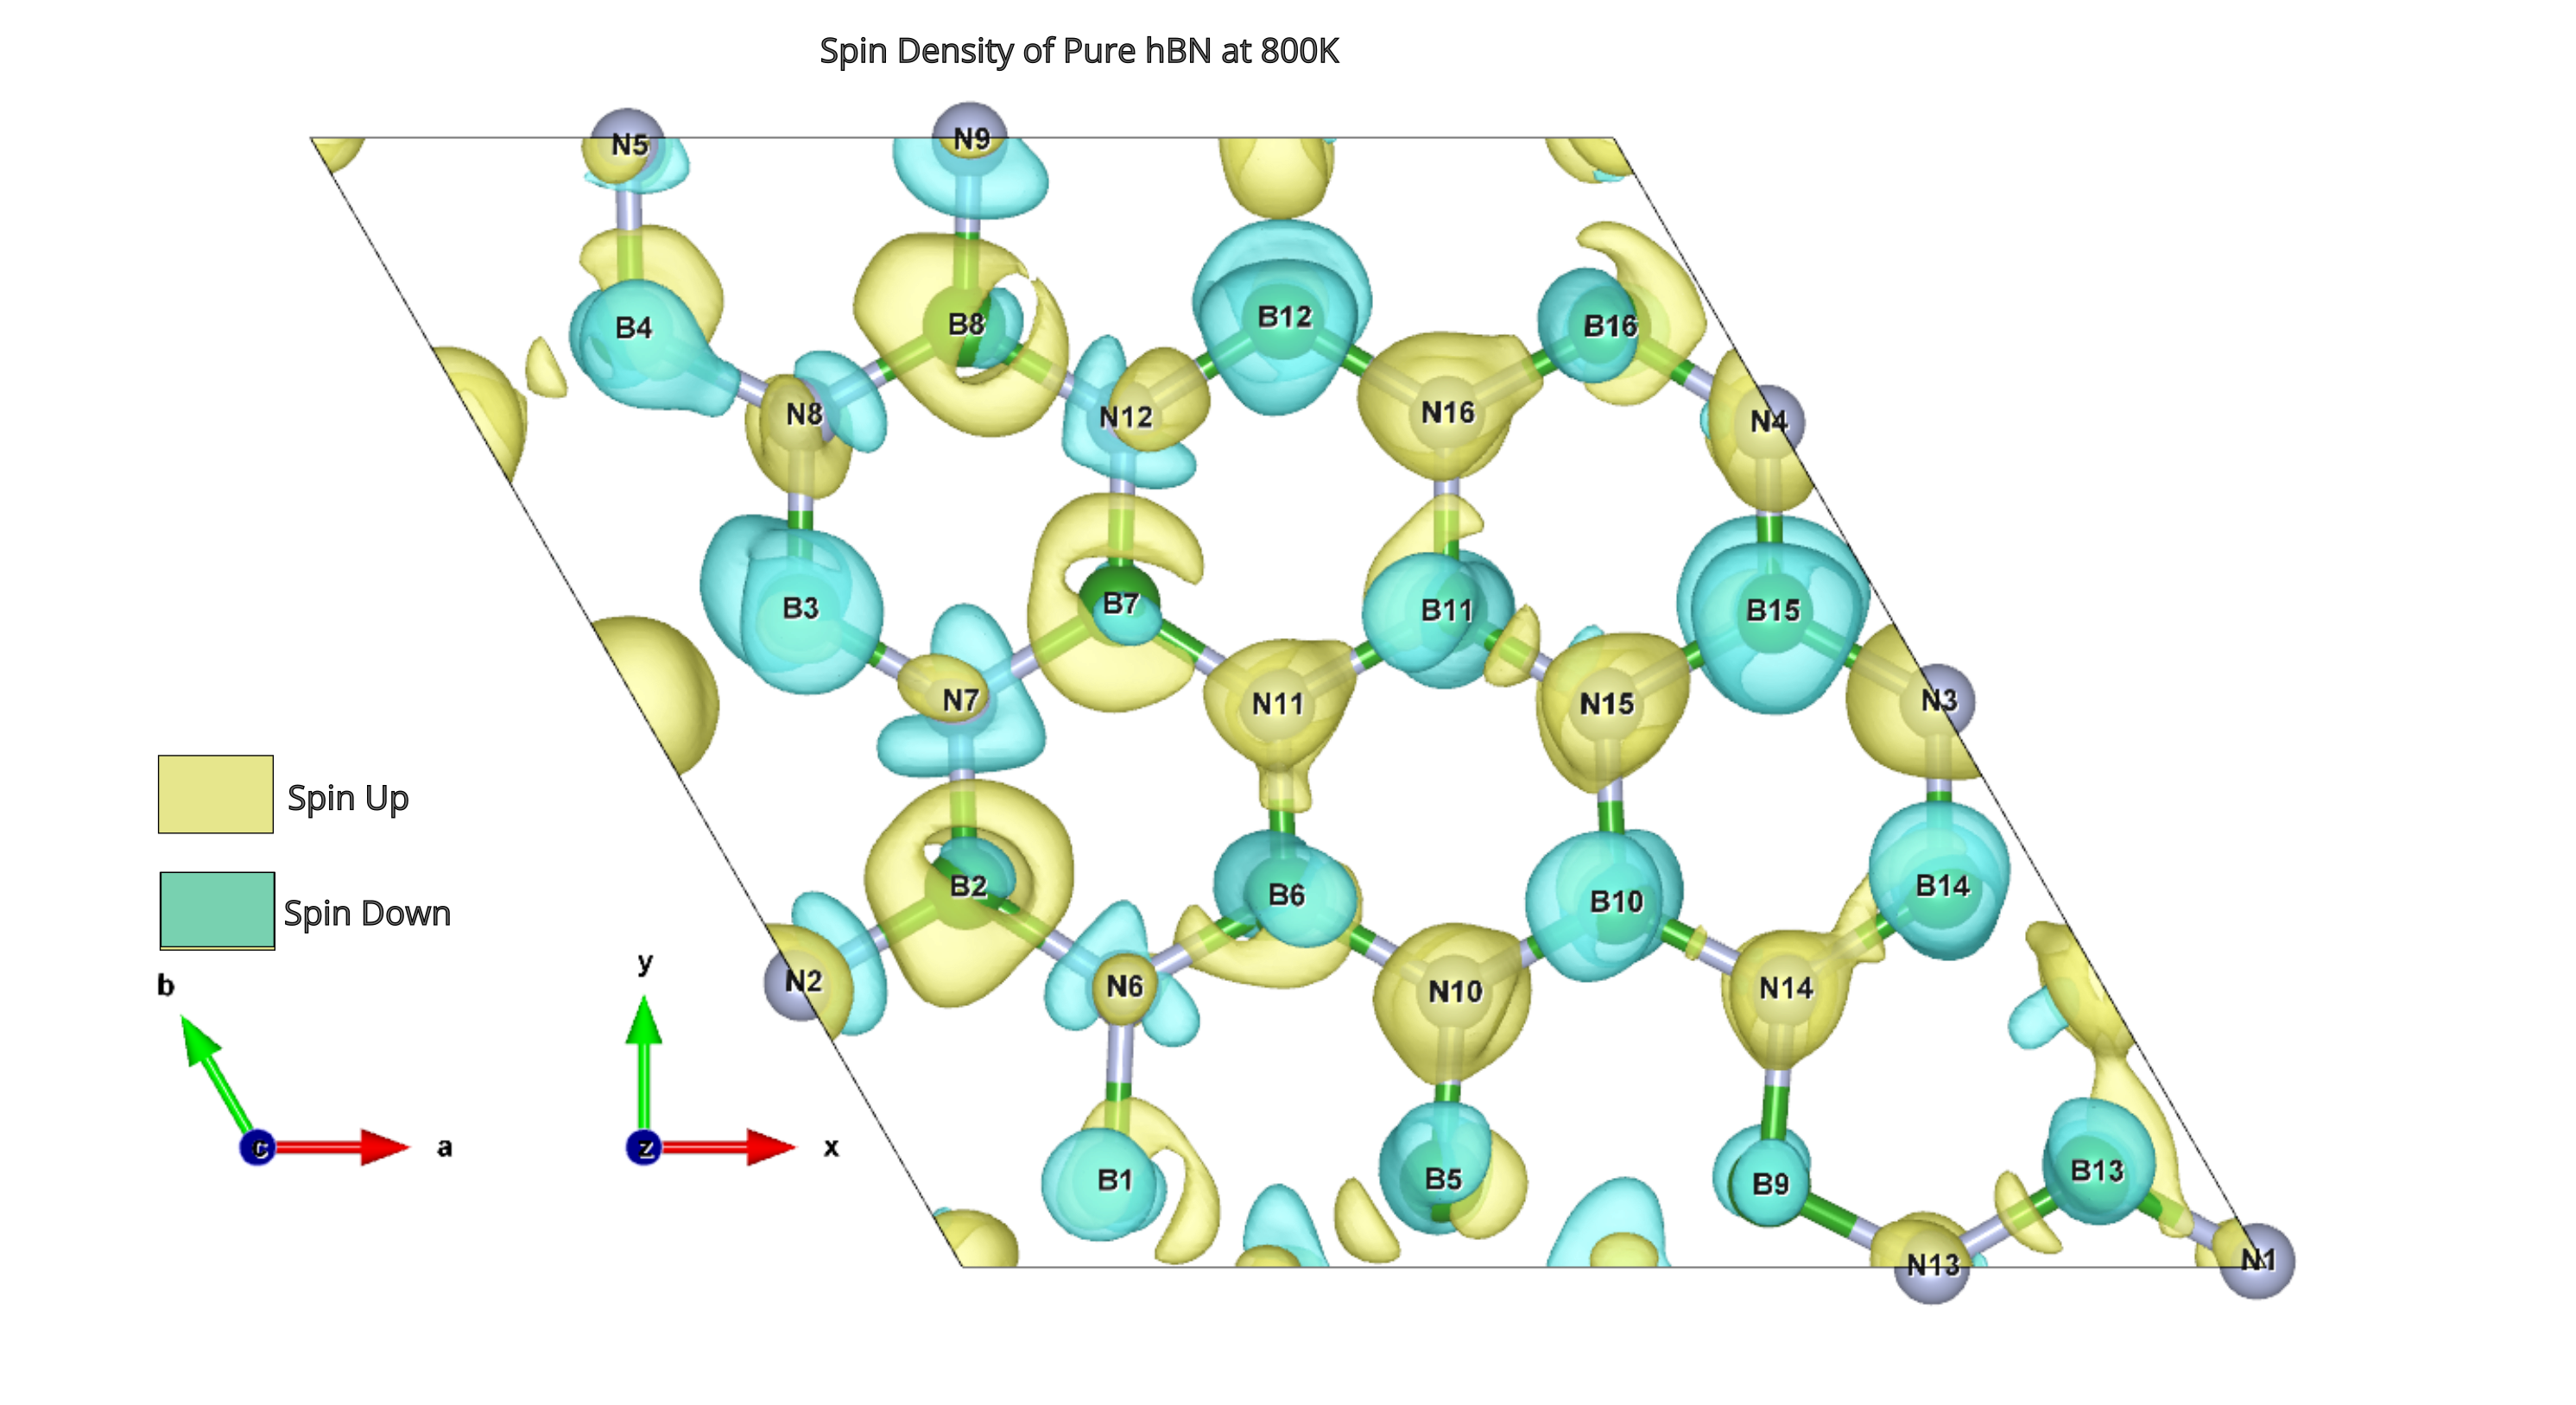 Spin Density of Pure hBN at 800K
N5
N9
B4
B8
B12
B16
N8
N12
N16
N4
B3
B7
B11
B15
N7
N11
N15
N3
Spin Up
Spin Down
B2
B6
B10
B14
N2
N6
N10
N14
b
y
c
a
z
x
B1
B5
B9
B13
N13
N1